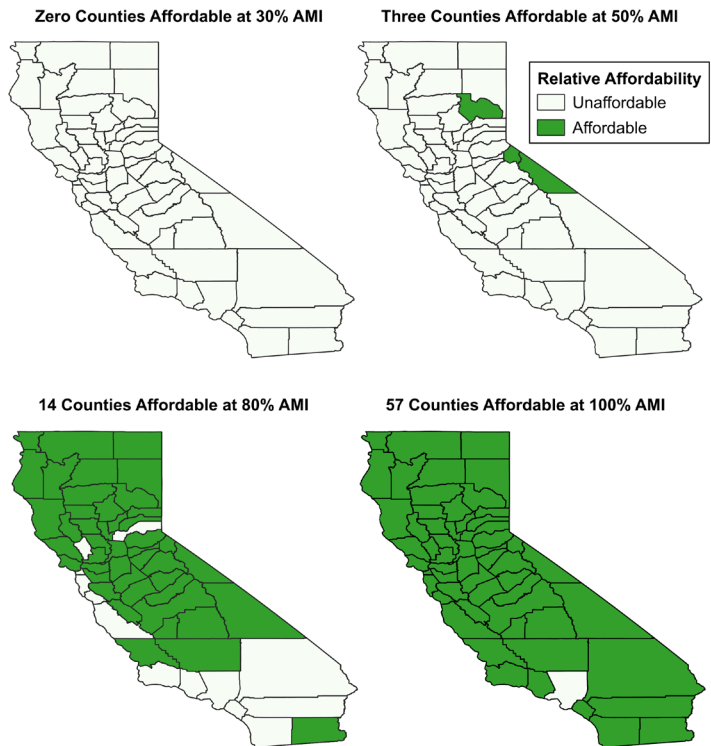 Zero Counties Affordable at 30% AMI
Three Counties Affordable at 50% AMI
Relative Affordability
Unaffordable
Affordable
14 Counties Affordable at 80% AMI
57 Counties Affordable at 100% AMI